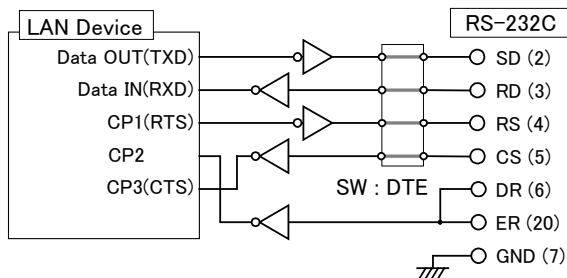 LAN Device
RS-232C
Data OUT(TXD)
SD (2)
Data IN(RXD)
RD (3)
CP1(RTS)
RS (4)
CP2
CS (5)
CP3(CTS)
SW : DTE
DR (6)
ER (20)
GND (7)